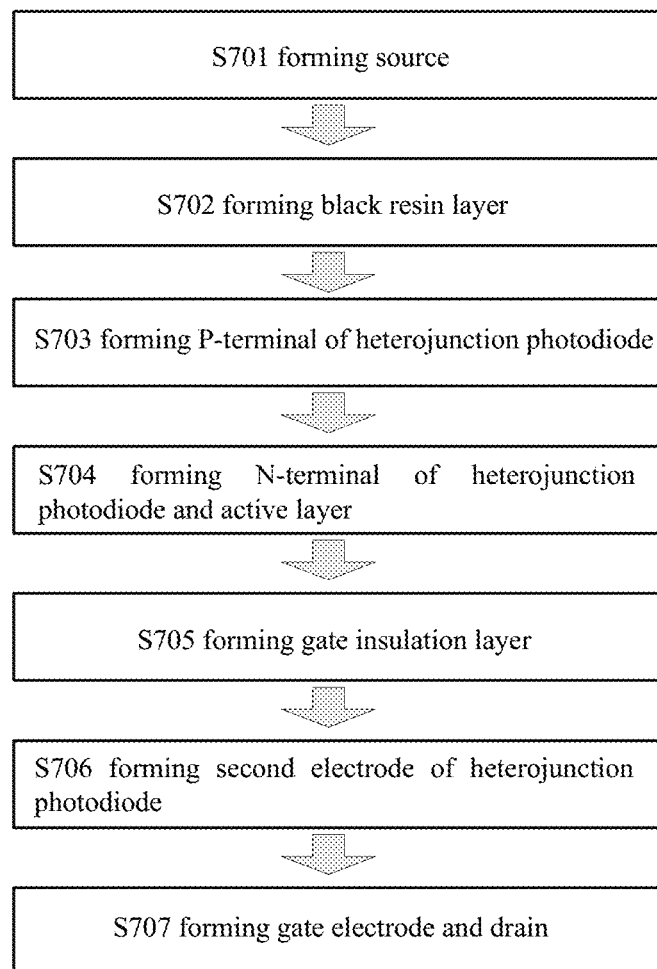 S701 forming source
S702 forming black resin layer
S703 forming P-terminal of heterojunction photodiode
S704 forming N-terminal of heterojunction
photodiode and active layer
S705 forming gate insulation layer
S706 forming second electrode of heterojunction
photodiode
S707 forming gate electrode and drain